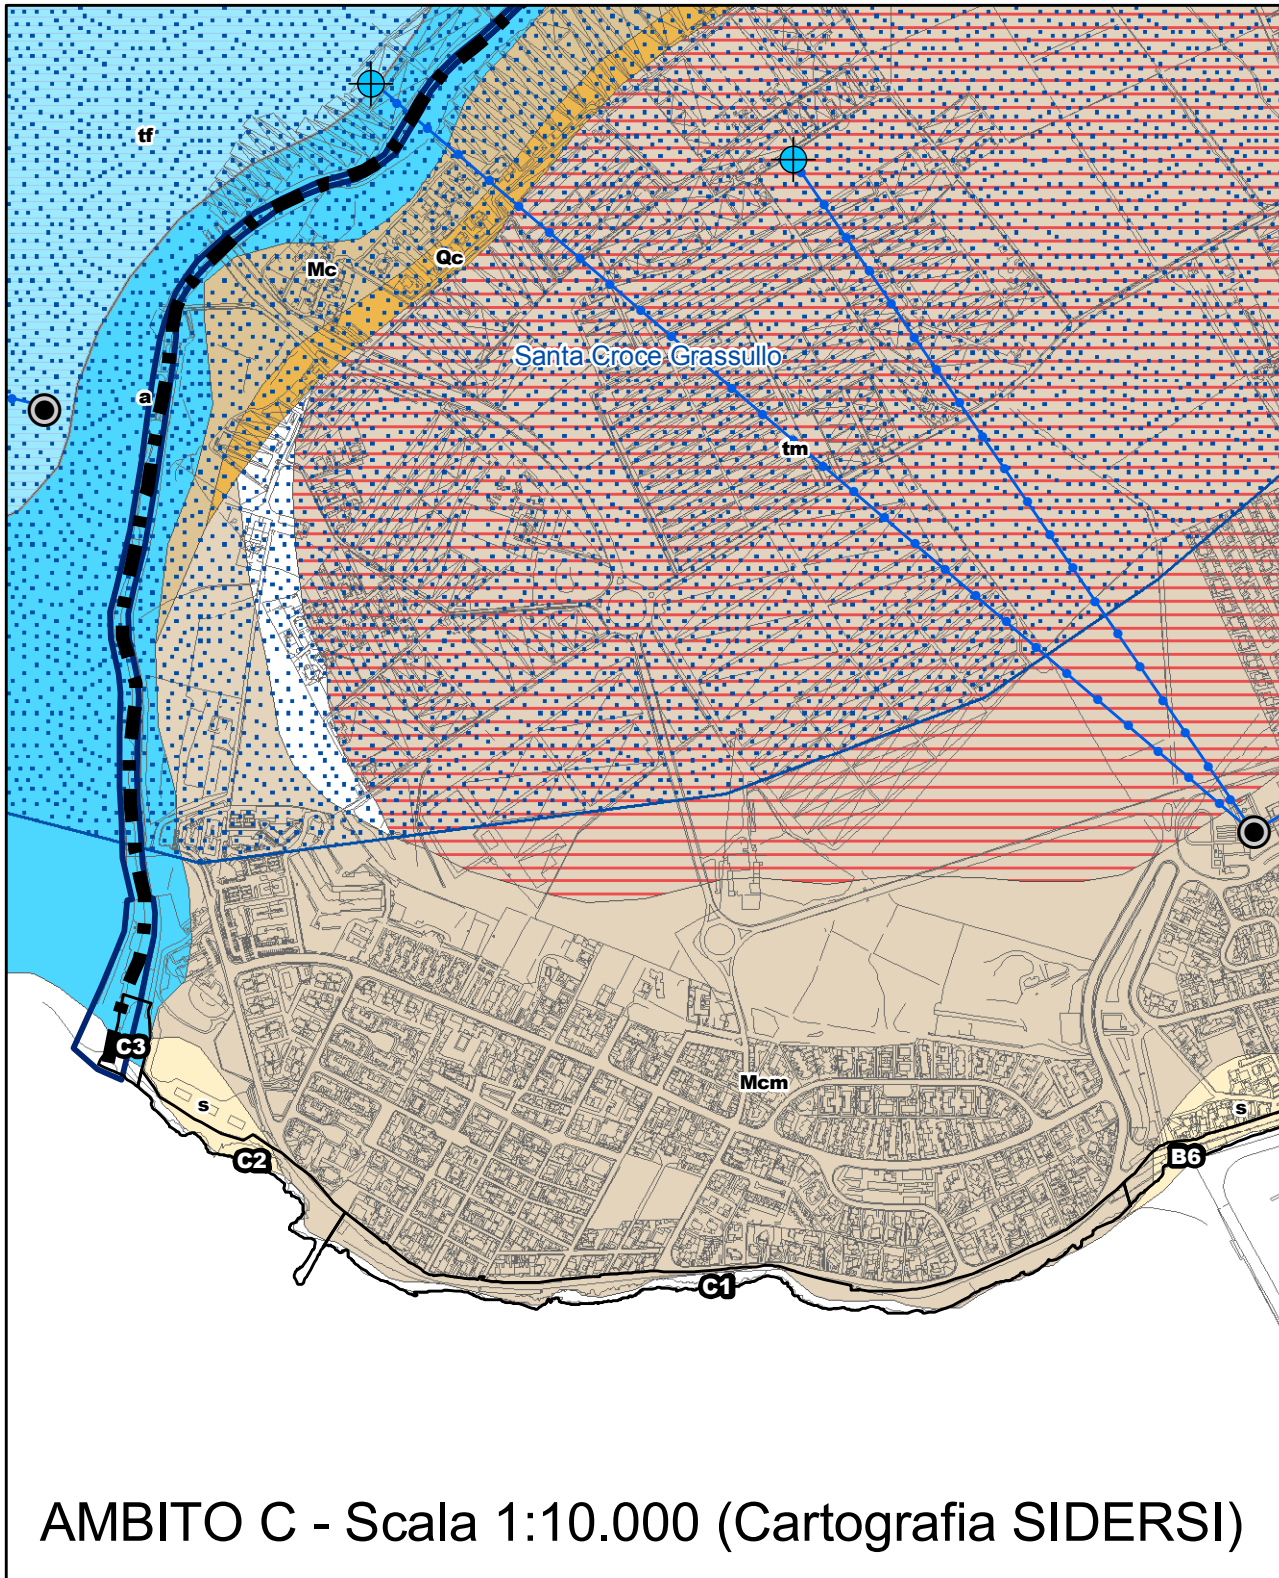 tf
Mc
Qc
Santa Croce Grassullo
a
tm
C3
s
Mcm
s
C2
B6
C1
AMBITO C - Scala 1:10.000 (Cartografia SIDERSI)